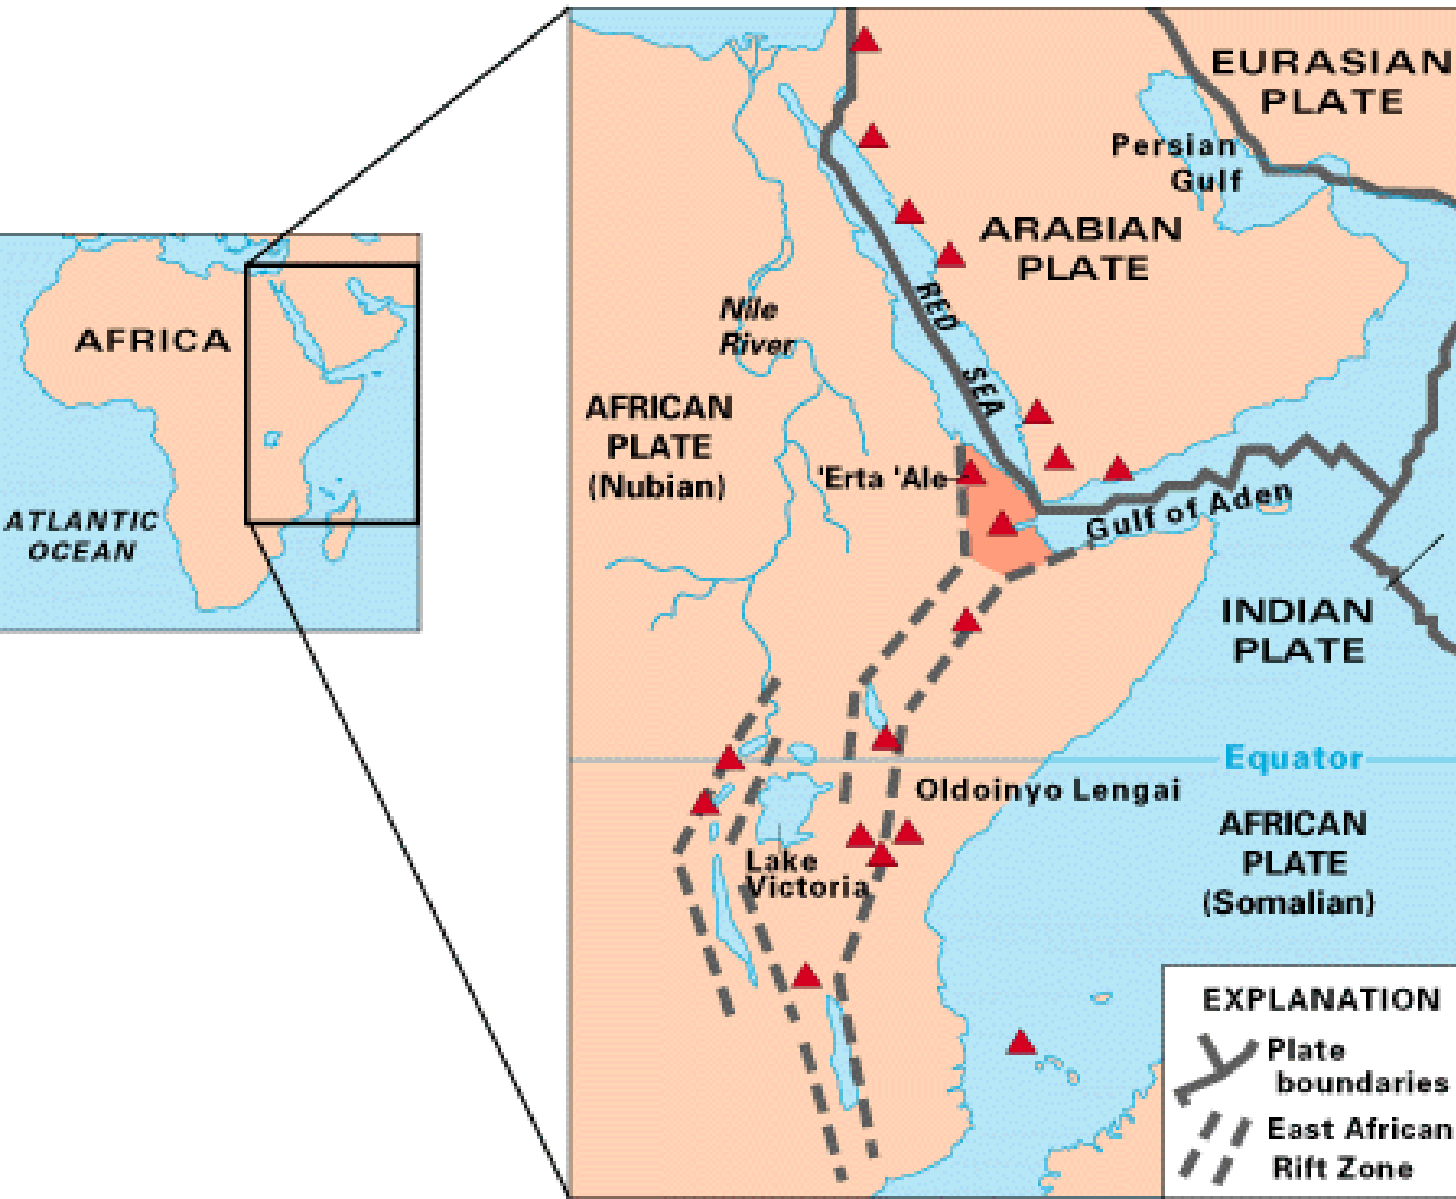 AFRICA
ATLANTIC
OCEAN
EURASIAN
PLATE
Persian
Gulf
ARABIAN
PLATE
RED
SEA
Nile
River
AFRICAN
PLATE
(Nubian)
'Erta 'Ale
Gulf of Aden
INDIAN
PLATE
Equator
Oldoinyo Lengai
AFRICAN
PLATE
(Somalian)
Lake
Victoria
EXPLANATION
Plate
boundaries
East African
Rift Zone